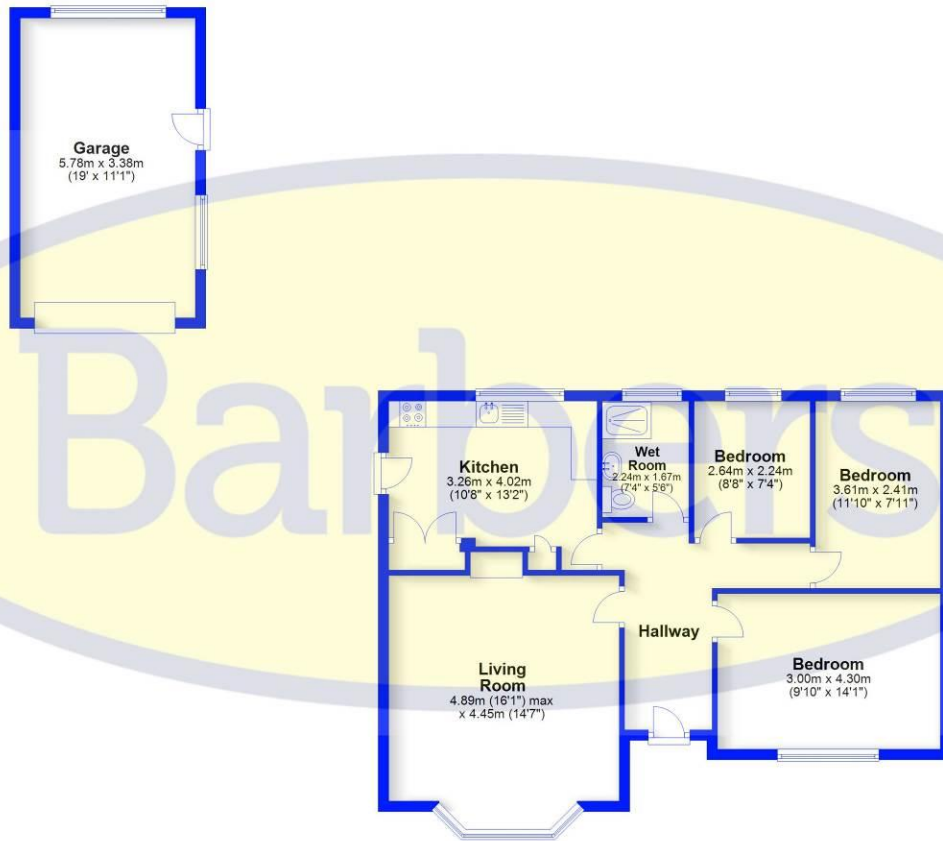 Garage
5.78m x 3.38m
(19' x 11'1")
Barbers
Kitchen
3.26m x 4.02m
(10'8" x 13'2")
Wet
Room
2.24m x 1.67m
(7'4" x 5'6")
Bedroom
2.64m x 2.24m
(8'8" x 7'4")
Bedroom
3.61m x 2.41m
(11'10" x 7'11")
Hallway
Living
Room
4.89m (16'1") max
x 4.45m (14'7")
Bedroom
3.00m x 4.30m
(9'10" x 14'1")